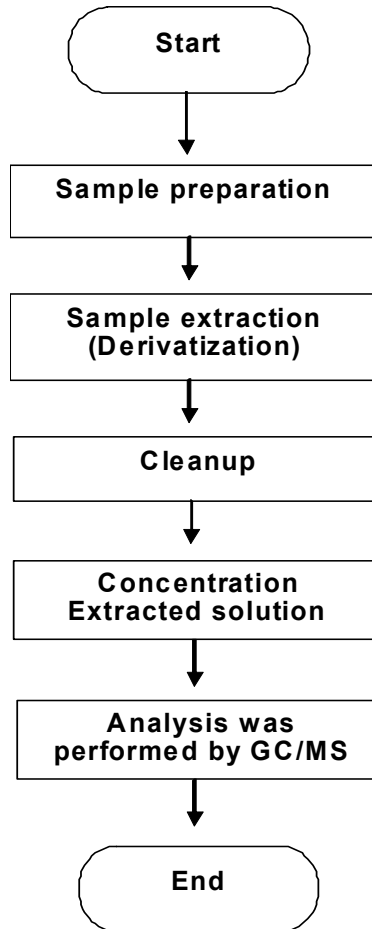 Start
Sample preparation
Sample extraction
(Derivatization)
Cleanup
Concentration
Extracted solution
Analysis was
performed by GC/MS
End